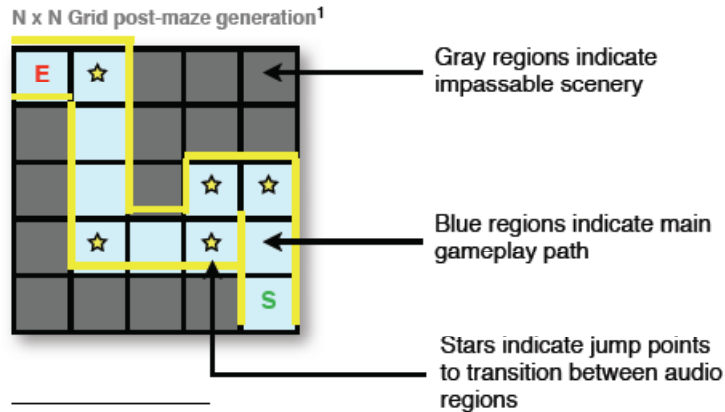 N x N Grid post-maze generation¹
E
Gray regions indicate
impassable scenery
Blue regions indicate main
gameplay path
S
Stars indicate jump points
to transition between audio
regions